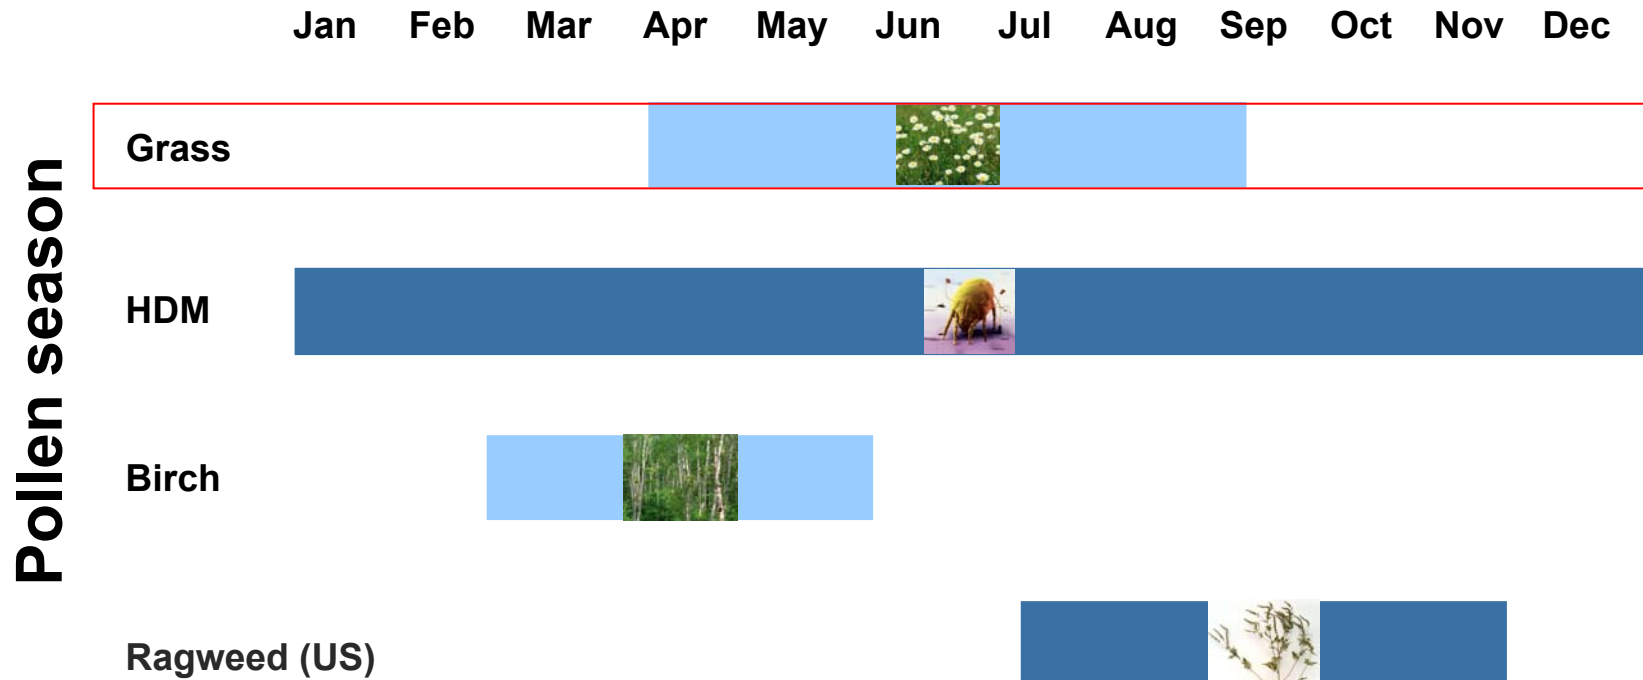 Jan Feb Mar Apr May Jun Jul Aug Sep Oct Nov Dec
Pollen season
Grass
HDM
Birch
Ragweed (US)